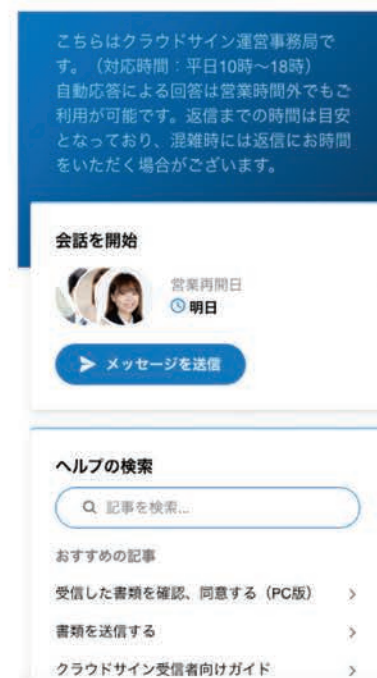 こちらはクラウドサイン運営事務局で
す。（対応時間：平日10時〜18時）
自動応答による回答は営業時間外でもご
利用が可能です。返信までの時間は目安
となっており、混雑時には返信にお時間
をいただく場合がございます。
会話を開始
営業再開日
明日
メッセージを送信
ヘルプの検索
記事を検索...
おすすめの記事
受信した書類を確認、同意する（PC版）
書類を送信する
クラウドサイン受信者向けガイド